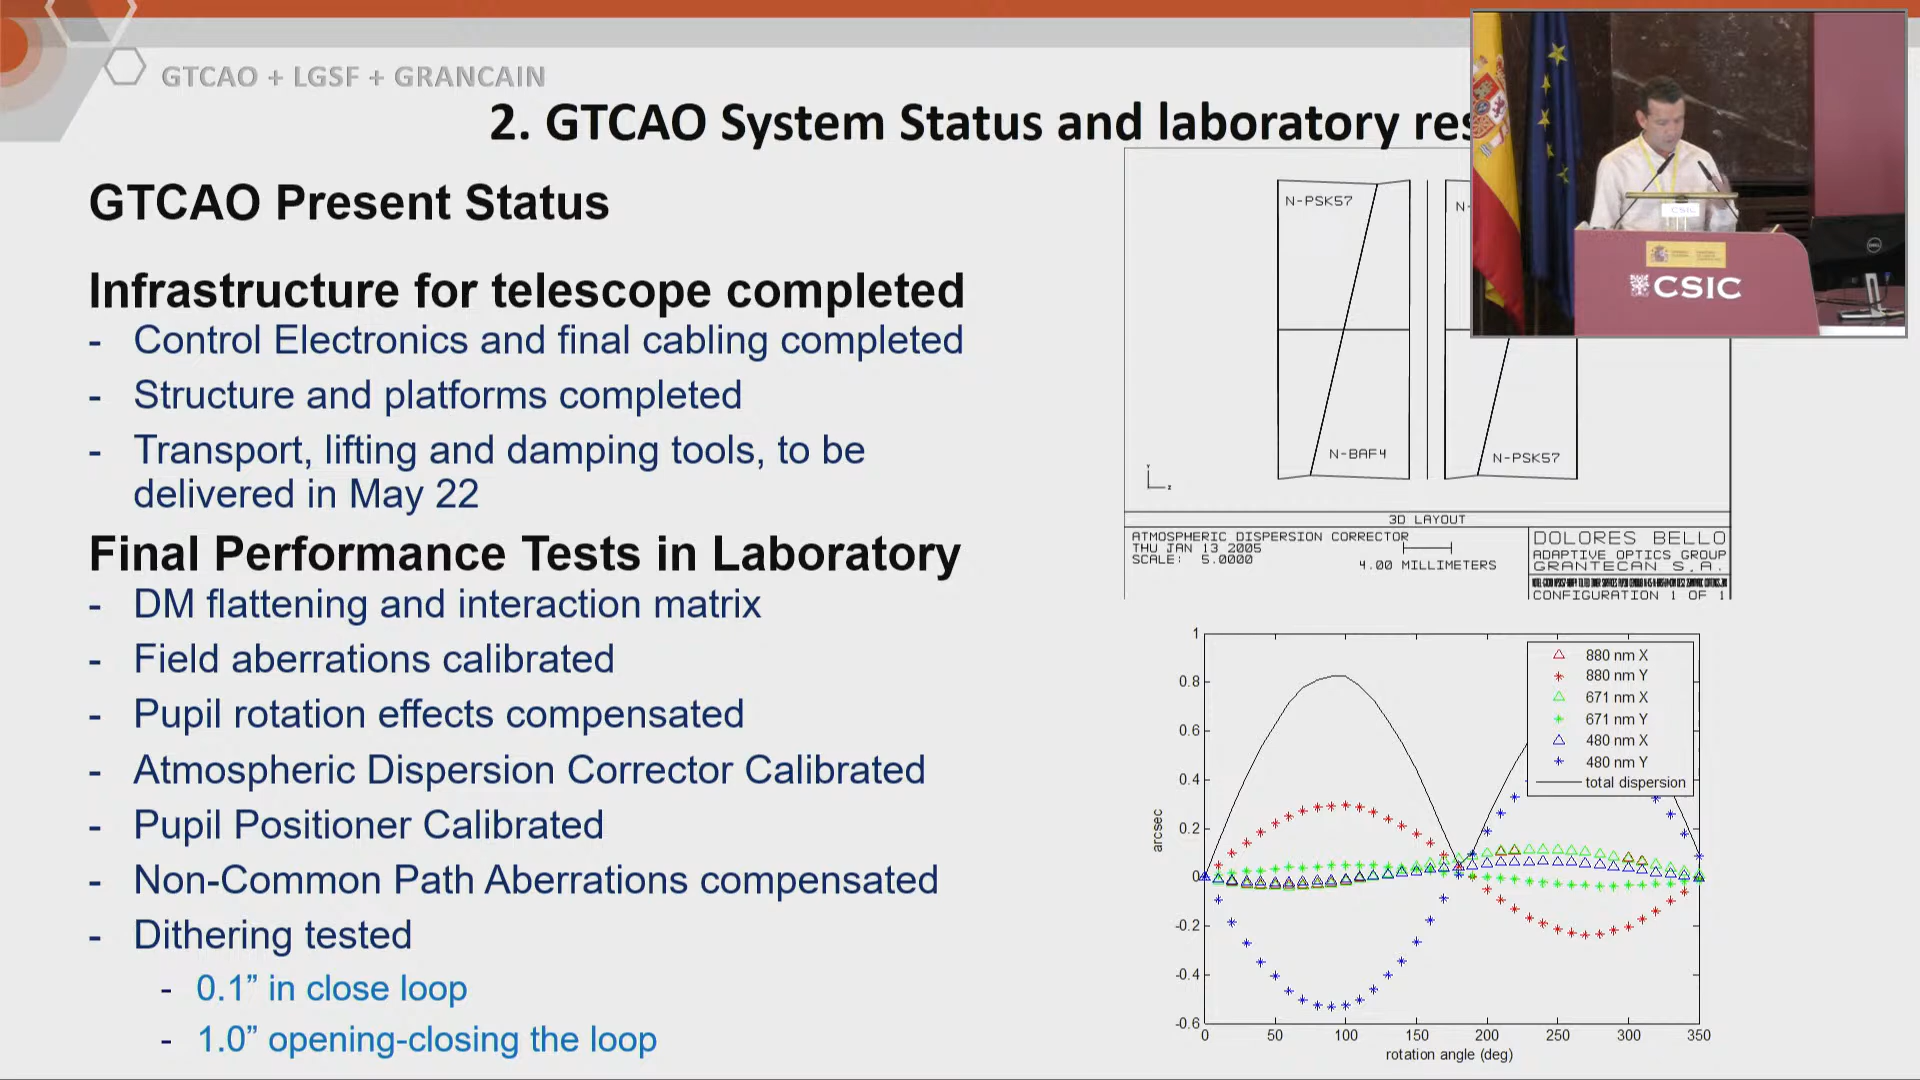 GTCAO + LGSF + GRANCAIN
2. GTCAO System Status and laboratory res
GTCAO Present Status
Infrastructure for telescope completed
- Control Electronics and final cabling completed
- Structure and platforms completed
- Transport, lifting and damping tools, to be
delivered in May 22
Final Performance Tests in Laboratory
- DM flattening and interaction matrix
- Field aberrations calibrated
- Pupil rotation effects compensated
- Atmospheric Dispersion Corrector Calibrated
- Pupil Positioner Calibrated
- Non-Common Path Aberrations compensated
- Dithering tested
- 0.1” in close loop
- 1.0” opening-closing the loop
N-PSK57
N-
N-BAF4
N-PSK57
Y
Z
3D LAYOUT
ATMOSPHERIC DISPERSION CORRECTOR
THU JAN 13 2005
SCALE: 5.0000
4.00 MILLIMETERS
DOLORES BELLO
ADAPTIVE OPTICS GROUP
GRANTECAN S.A.
CONFIGURATION 1 OF 1
CSIC
CSIC
DELL
1
0.8
0.6
0.4
0.2
0
-0.2
-0.4
-0.6
arcsec
0 50 100 150 200 250 300 350
rotation angle (deg)
880 nm X
880 nm Y
671 nm X
671 nm Y
480 nm X
480 nm Y
total dispersion